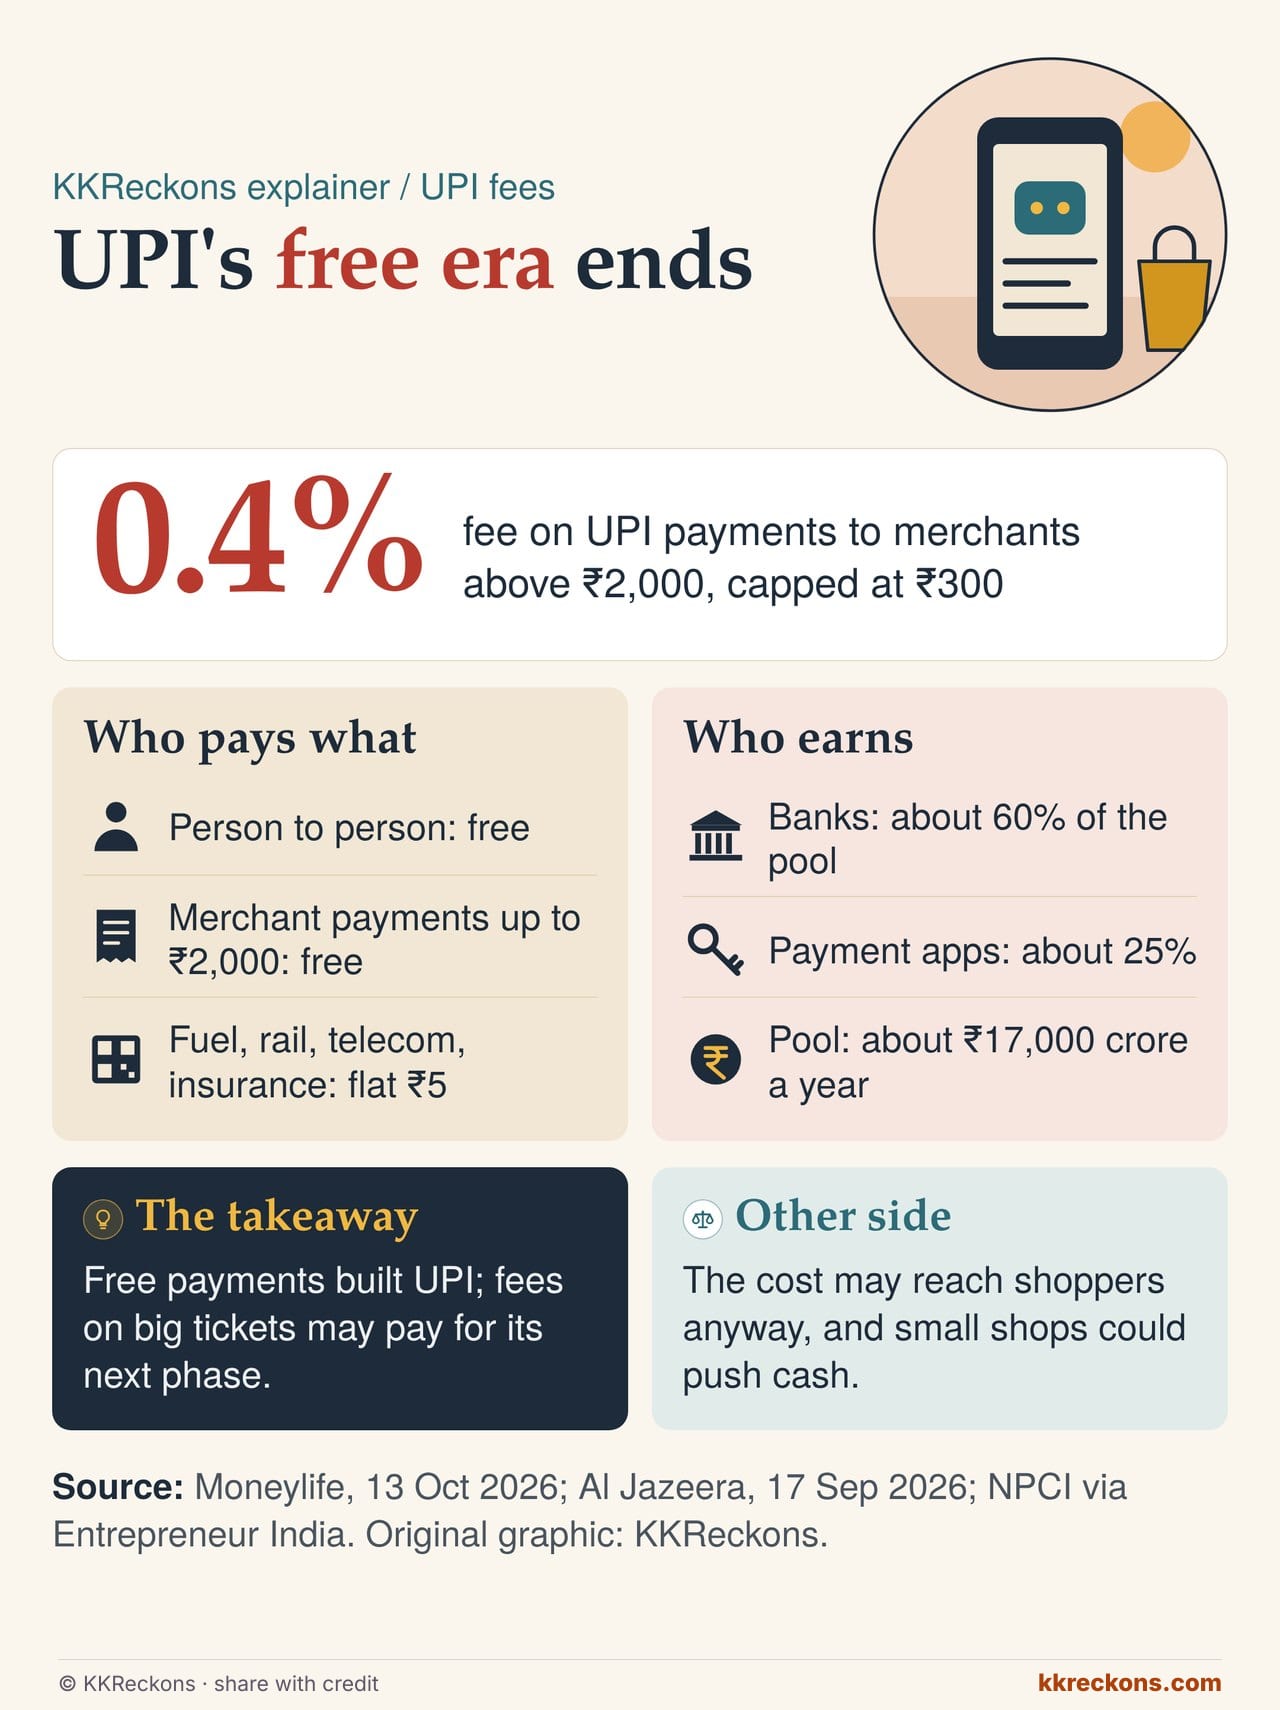 KKReckons explainer / UPI fees
UPI's free era ends
0.4%
fee on UPI payments to merchants
above ₹2,000, capped at ₹300
Who pays what
Person to person: free
Merchant payments up to
₹2,000: free
Fuel, rail, telecom,
insurance: flat ₹5
Who earns
Banks: about 60% of the
pool
Payment apps: about 25%
₹
Pool: about ₹17,000 crore
a year
The takeaway
Free payments built UPI; fees
on big tickets may pay for its
next phase.
Other side
The cost may reach shoppers
anyway, and small shops could
push cash.
Source: Moneylife, 13 Oct 2026; Al Jazeera, 17 Sep 2026; NPCI via
Entrepreneur India. Original graphic: KKReckons.
© KKReckons · share with credit
kkreckons.com